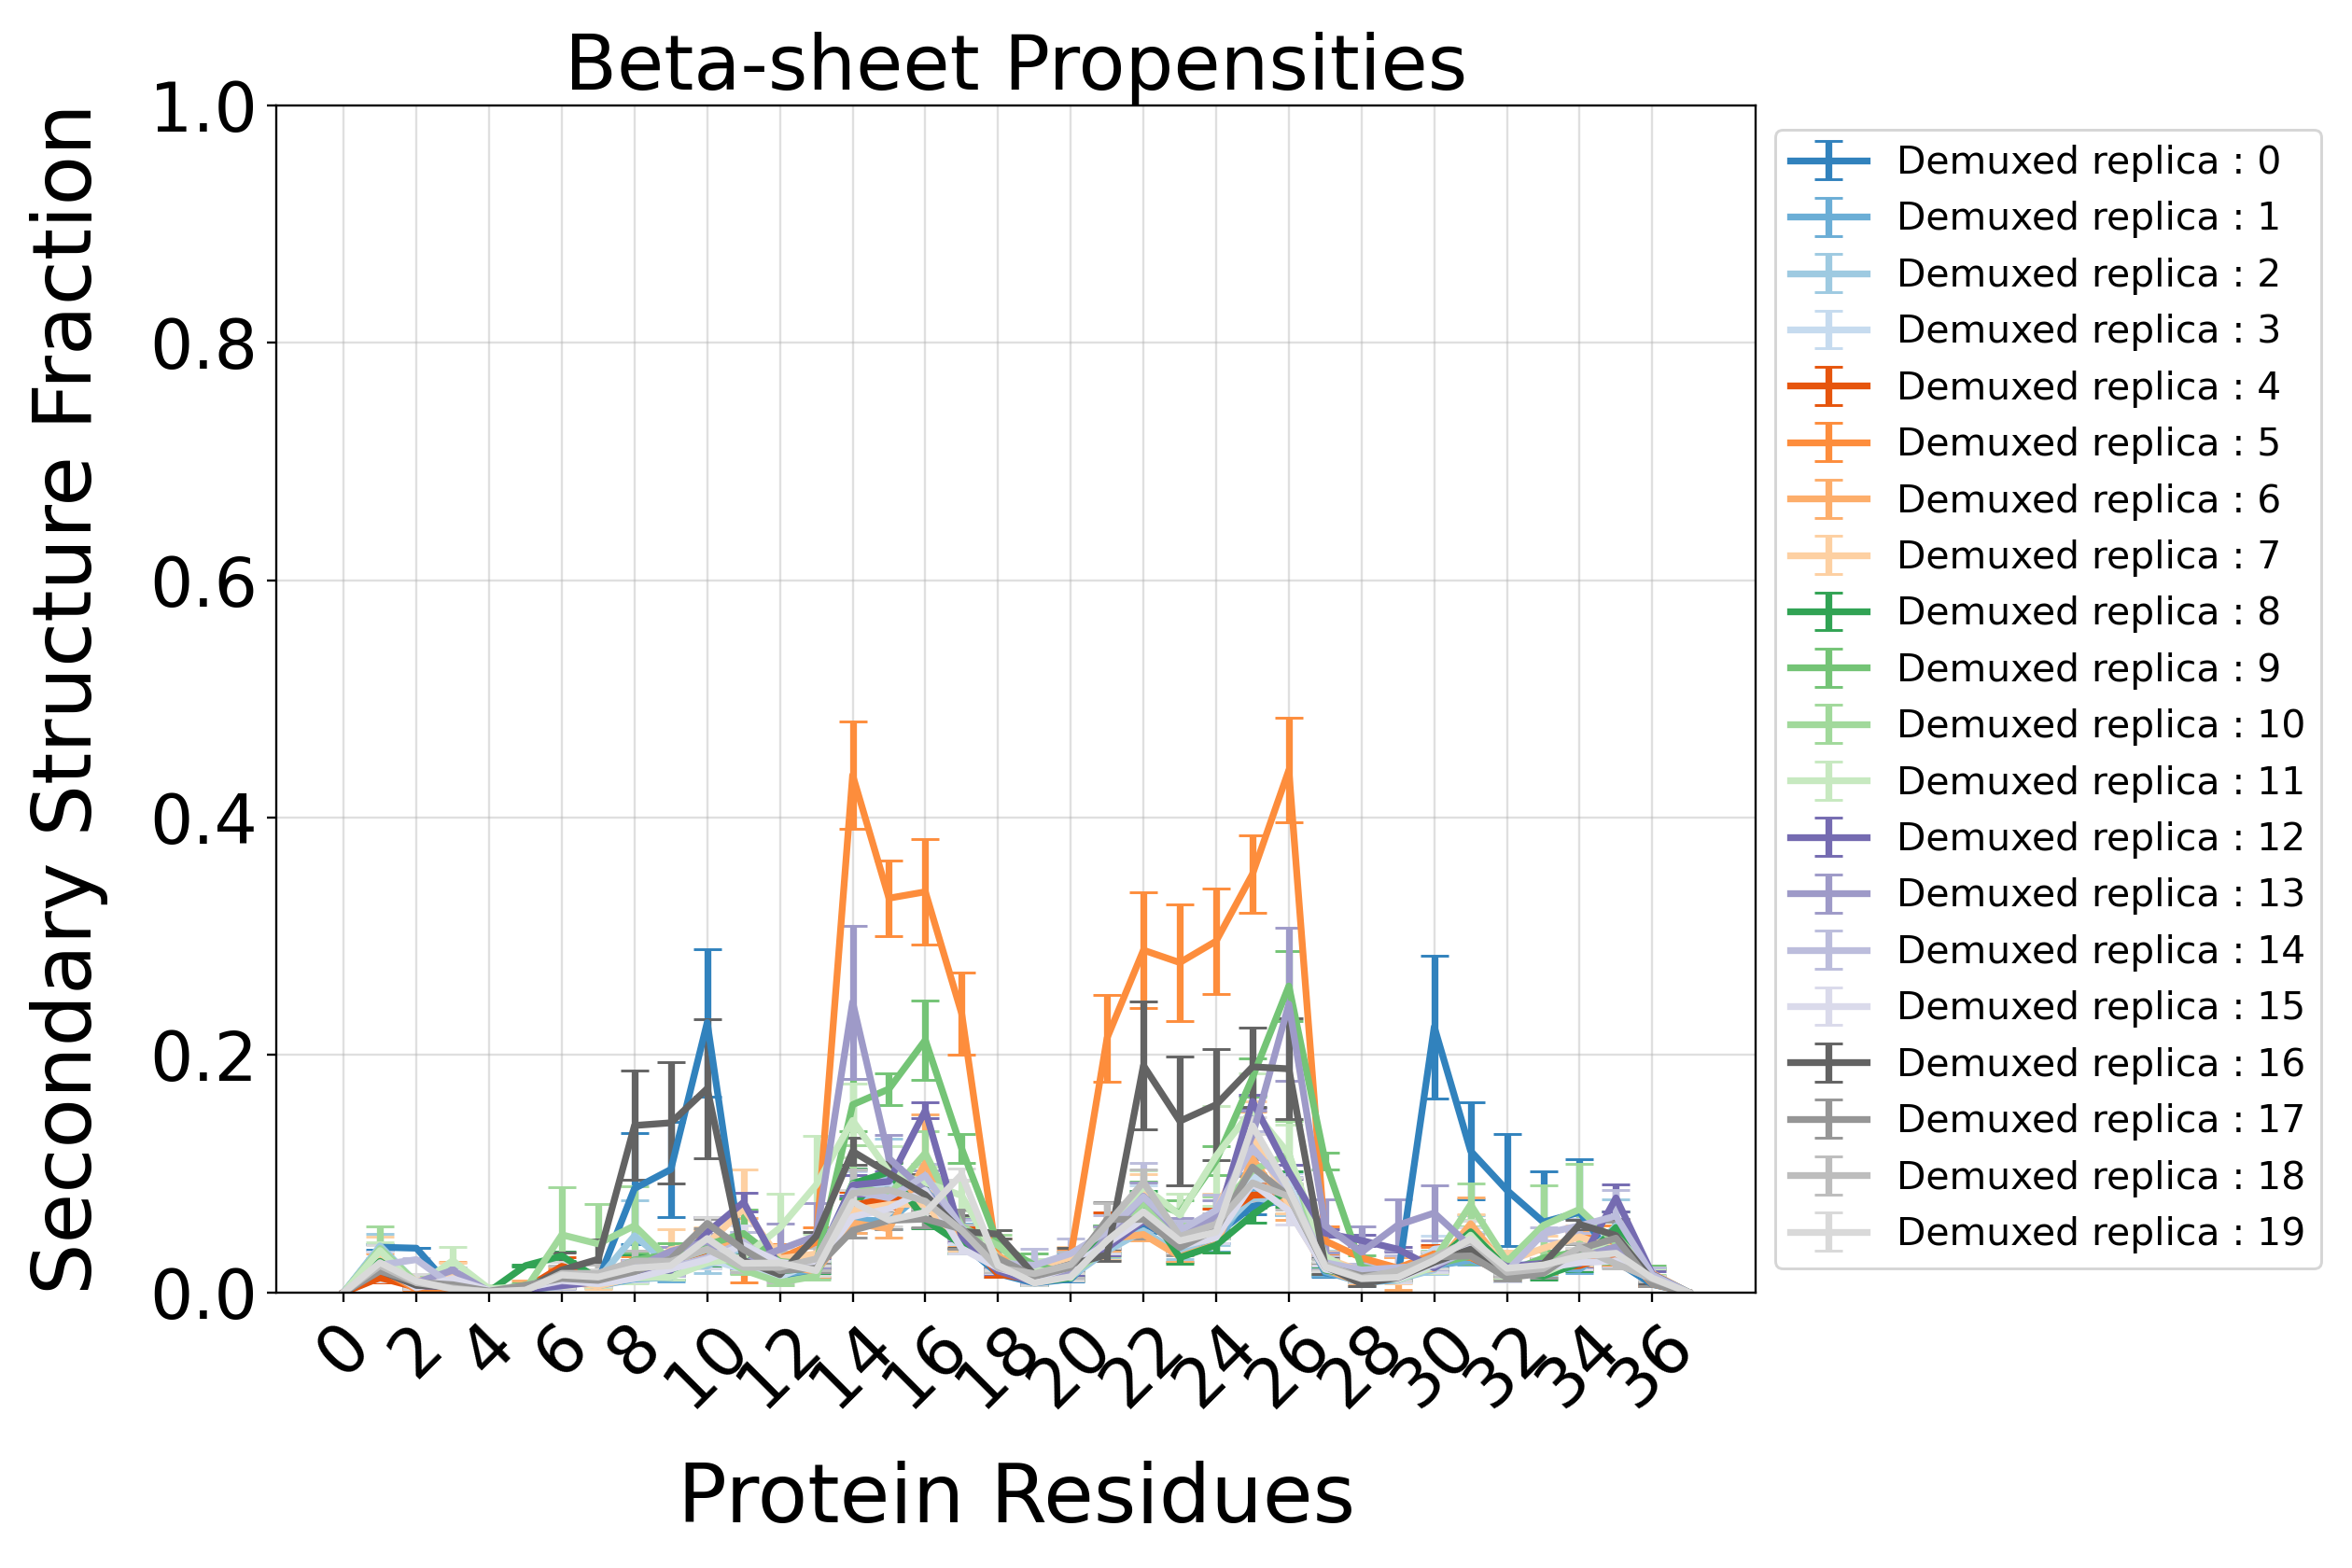 Beta-sheet Propensities
Secondary Structure Fraction
1.0
0.8
0.6
0.4
0.2
0.0
0 2 4 6 8 10 12 14 16 18 20 22 24 26 28 30 32 34 36
Protein Residues
Demuxed replica : 0
Demuxed replica : 1
Demuxed replica : 2
Demuxed replica : 3
Demuxed replica : 4
Demuxed replica : 5
Demuxed replica : 6
Demuxed replica : 7
Demuxed replica : 8
Demuxed replica : 9
Demuxed replica : 10
Demuxed replica : 11
Demuxed replica : 12
Demuxed replica : 13
Demuxed replica : 14
Demuxed replica : 15
Demuxed replica : 16
Demuxed replica : 17
Demuxed replica : 18
Demuxed replica : 19